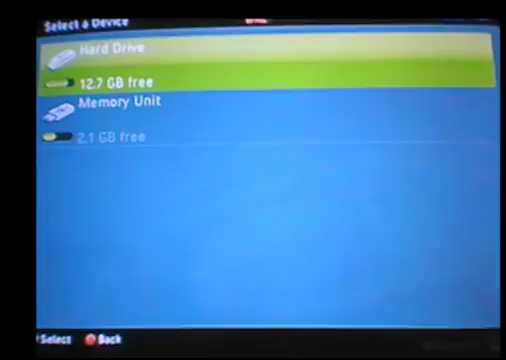 Select a Device
Hard Drive
12.7 GB free
Memory Unit
2.1 GB free
Select
Back